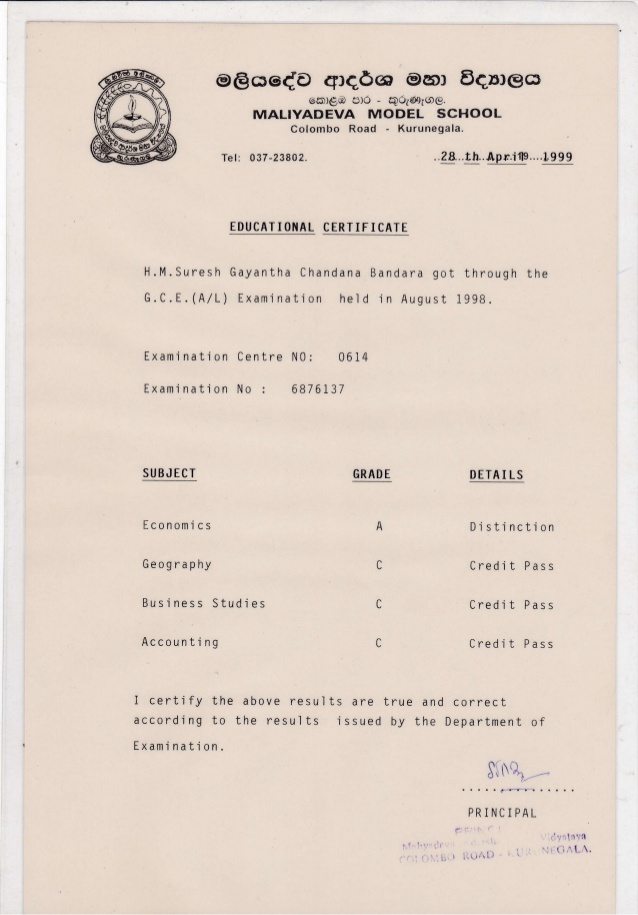 මලියදේව ආදර්ශ මහා විද්‍යාලය
කොළඹ පාර - කුරුණෑගල.
MALIYADEVA MODEL SCHOOL
Colombo Road - Kurunegala.
Tel: 037-23802.
28 th April 1999
EDUCATIONAL CERTIFICATE
H.M.Suresh Gayantha Chandana Bandara got through the
G.C.E.(A/L) Examination held in August 1998.
Examination Centre NO: 0614
Examination No : 6876137
SUBJECT GRADE DETAILS
Economics A Distinction
Geography C Credit Pass
Business Studies C Credit Pass
Accounting C Credit Pass
I certify the above results are true and correct
according to the results issued by the Department of
Examination.
PRINCIPAL
Vidyalaya
COLOMBO ROAD - KURUNEGALA.